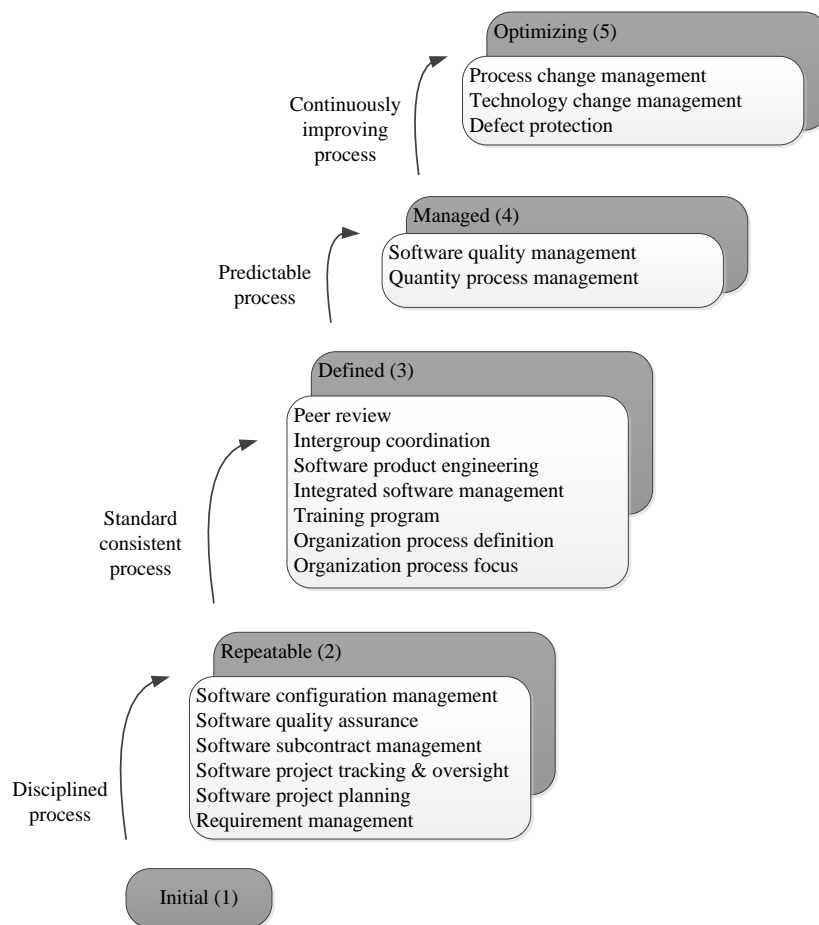 Optimizing (5)
Process change management
Technology change management
Defect protection
Continuously
improving
process
Managed (4)
Software quality management
Quantity process management
Predictable
process
Defined (3)
Peer review
Intergroup coordination
Software product engineering
Integrated software management
Training program
Organization process definition
Organization process focus
Standard
consistent
process
Repeatable (2)
Software configuration management
Software quality assurance
Software subcontract management
Software project tracking & oversight
Software project planning
Requirement management
Disciplined
process
Initial (1)